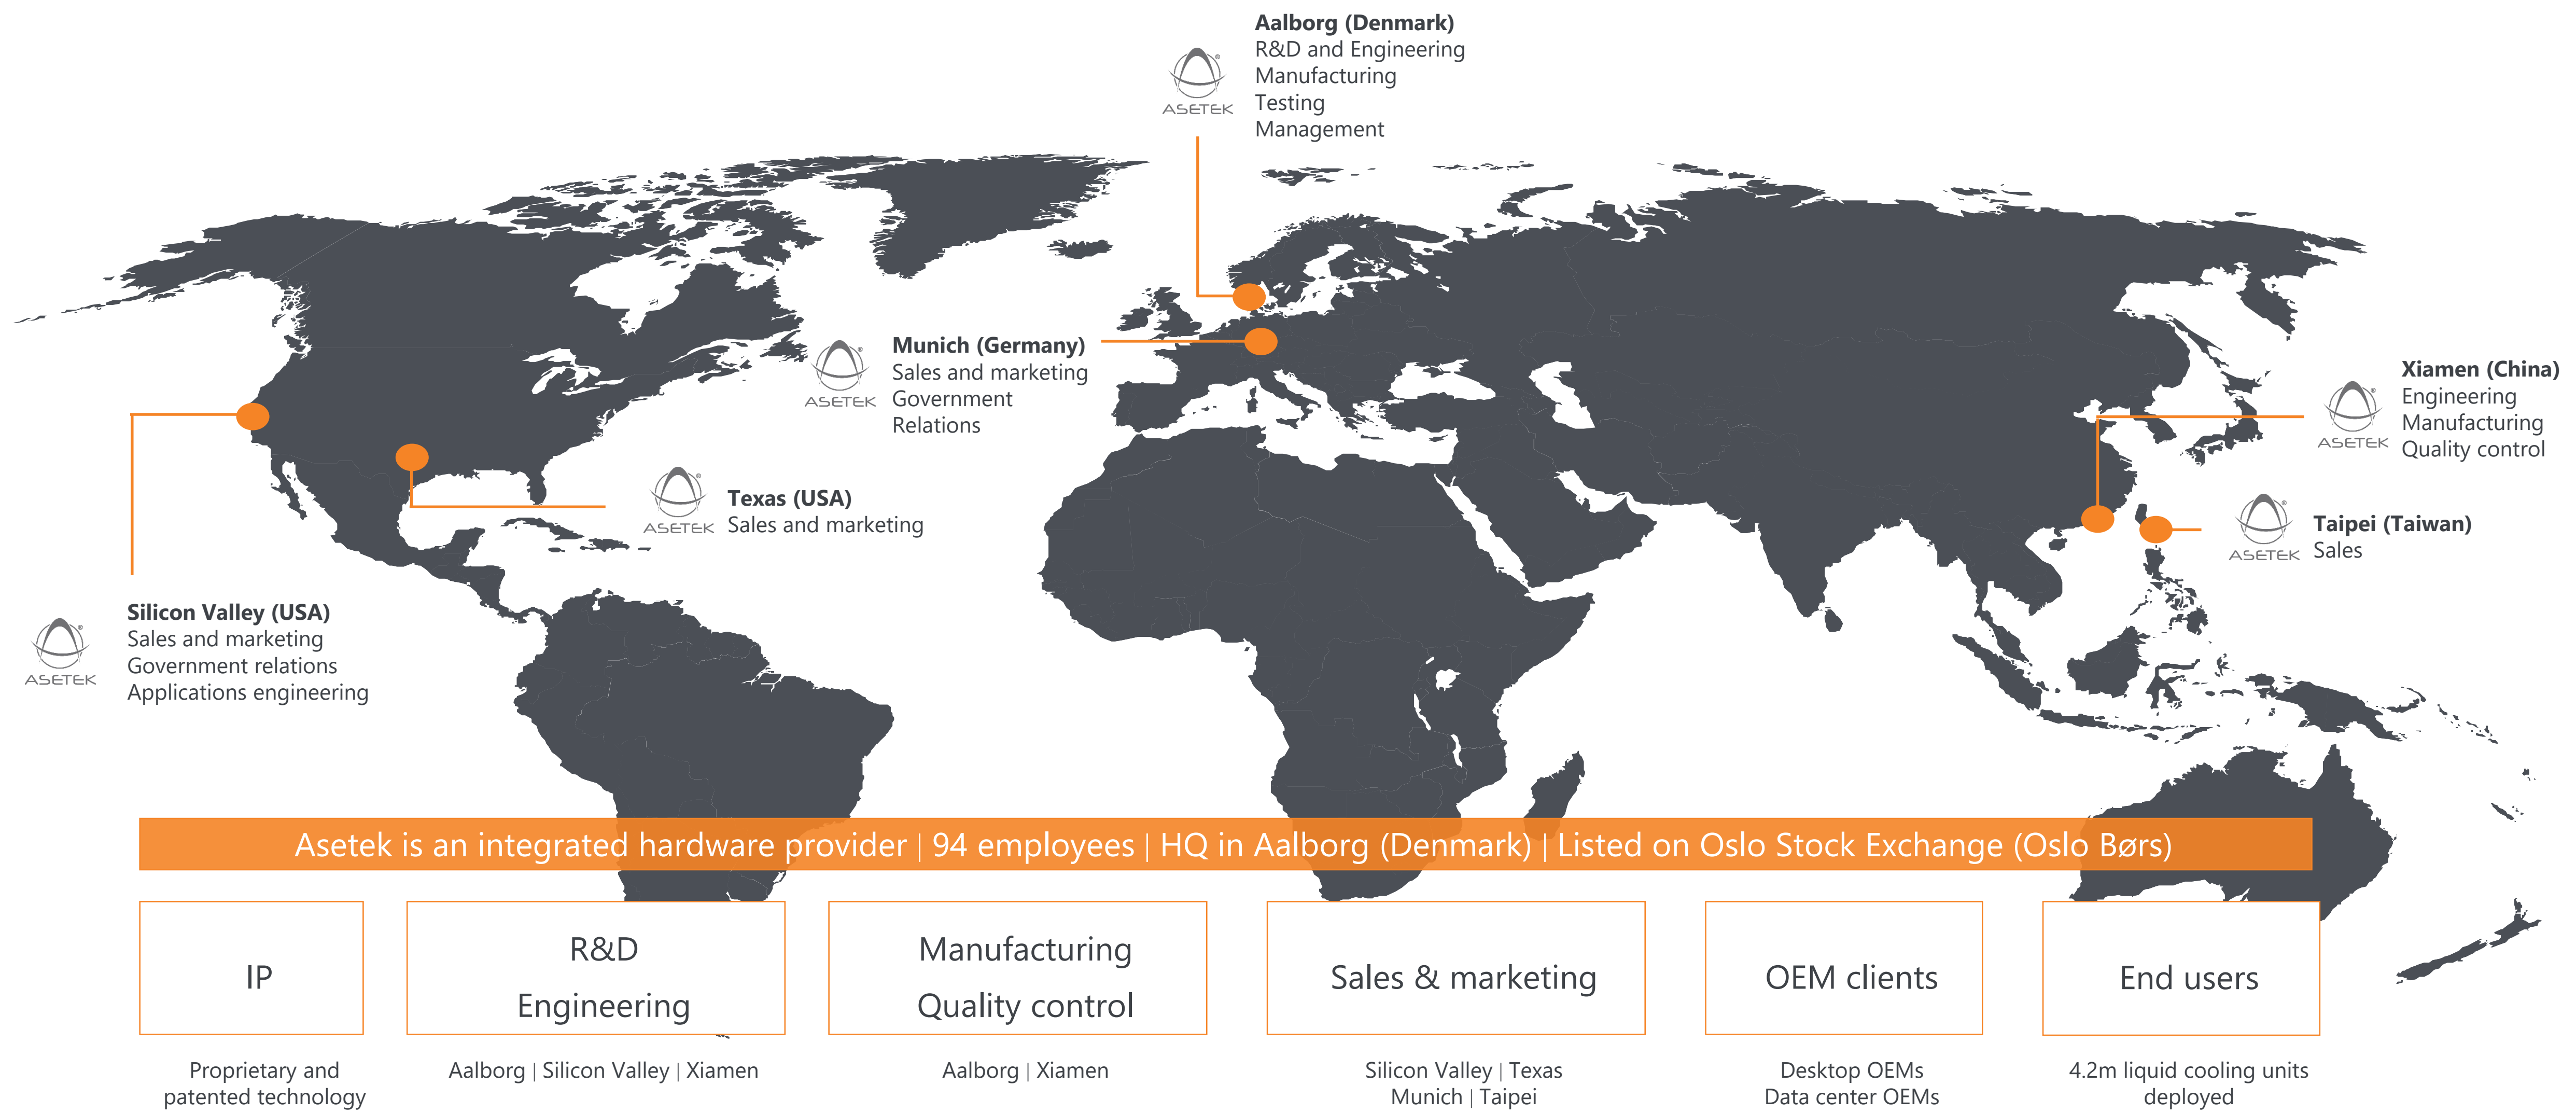 Aalborg (Denmark)
R&D and Engineering
Manufacturing
Testing
Management
ASETEK
Munich (Germany)
Sales and marketing
Government
Relations
ASETEK
Xiamen (China)
Engineering
Manufacturing
Quality control
ASETEK
Texas (USA)
Sales and marketing
ASETEK
Taipei (Taiwan)
Sales
ASETEK
Silicon Valley (USA)
Sales and marketing
Government relations
Applications engineering
ASETEK
Asetek is an integrated hardware provider | 94 employees | HQ in Aalborg (Denmark) | Listed on Oslo Stock Exchange (Oslo Børs)
IP
Proprietary and
patented technology
R&D
Engineering
Aalborg | Silicon Valley | Xiamen
Manufacturing
Quality control
Aalborg | Xiamen
Sales & marketing
Silicon Valley | Texas
Munich | Taipei
OEM clients
Desktop OEMs
Data center OEMs
End users
4.2m liquid cooling units
deployed